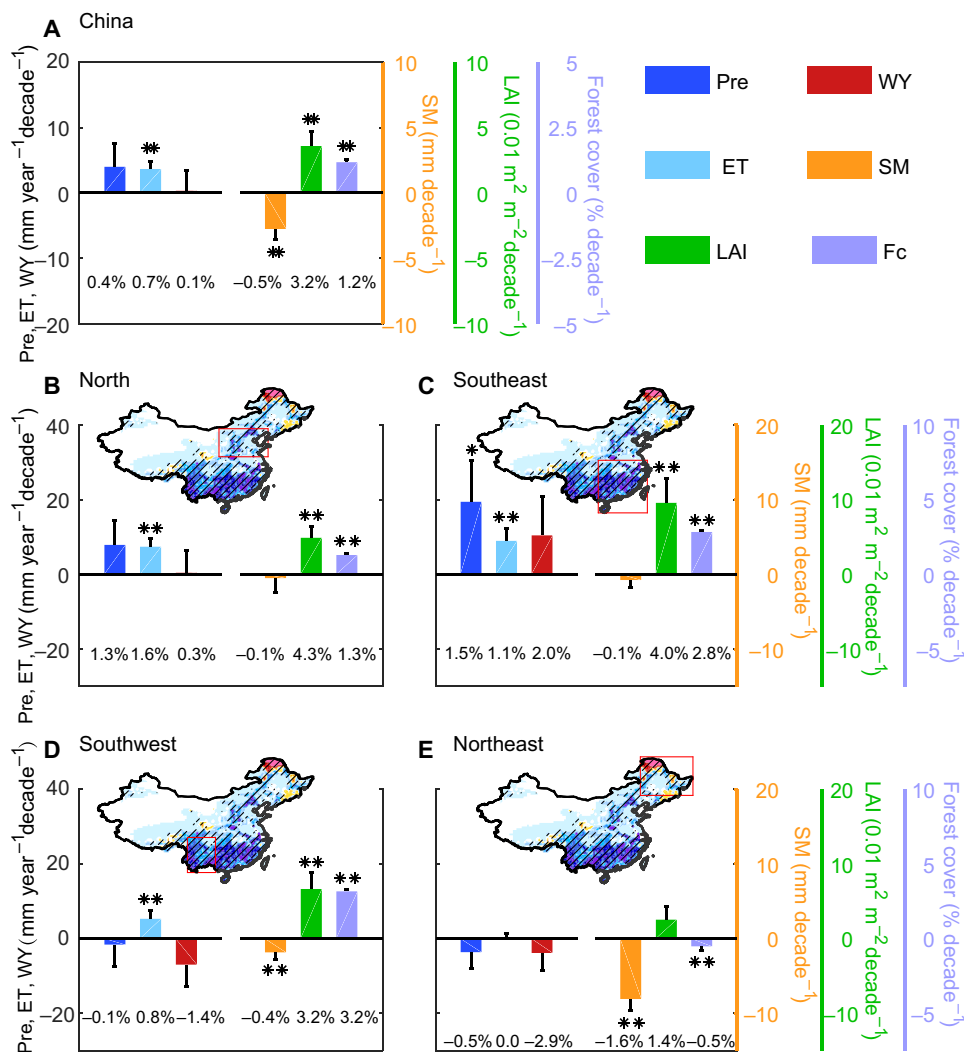 A China
Pre, ET, WY (mm year−1decade−1)
20
10
0
−10
−20
** **
** **
0.4% 0.7% 0.1% −0.5% 3.2% 1.2%
10
5
0
−5
−10
SM (mm decade−1)
10
5
0
−5
−10
LAI (0.01 m2 m−2decade−1)
5
2.5
0
−2.5
−5
Forest cover (% decade−1)
Pre WY
ET SM
LAI Fc
B North
Pre, ET, WY (mm year−1decade−1)
40
20
0
−20
** ** **
1.3% 1.6% 0.3% −0.1% 4.3% 1.3%
C Southeast
* ** ** **
1.5% 1.1% 2.0% −0.1% 4.0% 2.8%
20
10
0
−10
SM (mm decade−1)
20
10
0
−10
LAI (0.01 m2 m−2decade−1)
10
5
0
−5
Forest cover (% decade−1)
D Southwest
Pre, ET, WY (mm year−1decade−1)
40
20
0
−20
** ** **
**
−0.1% 0.8% −1.4% −0.4% 3.2% 3.2%
E Northeast
** **
−0.5% 0.0 −2.9% −1.6% 1.4% −0.5%
20
10
0
−10
SM (mm decade−1)
20
10
0
−10
LAI (0.01 m2 m−2decade−1)
10
5
0
−5
Forest cover (% decade−1)